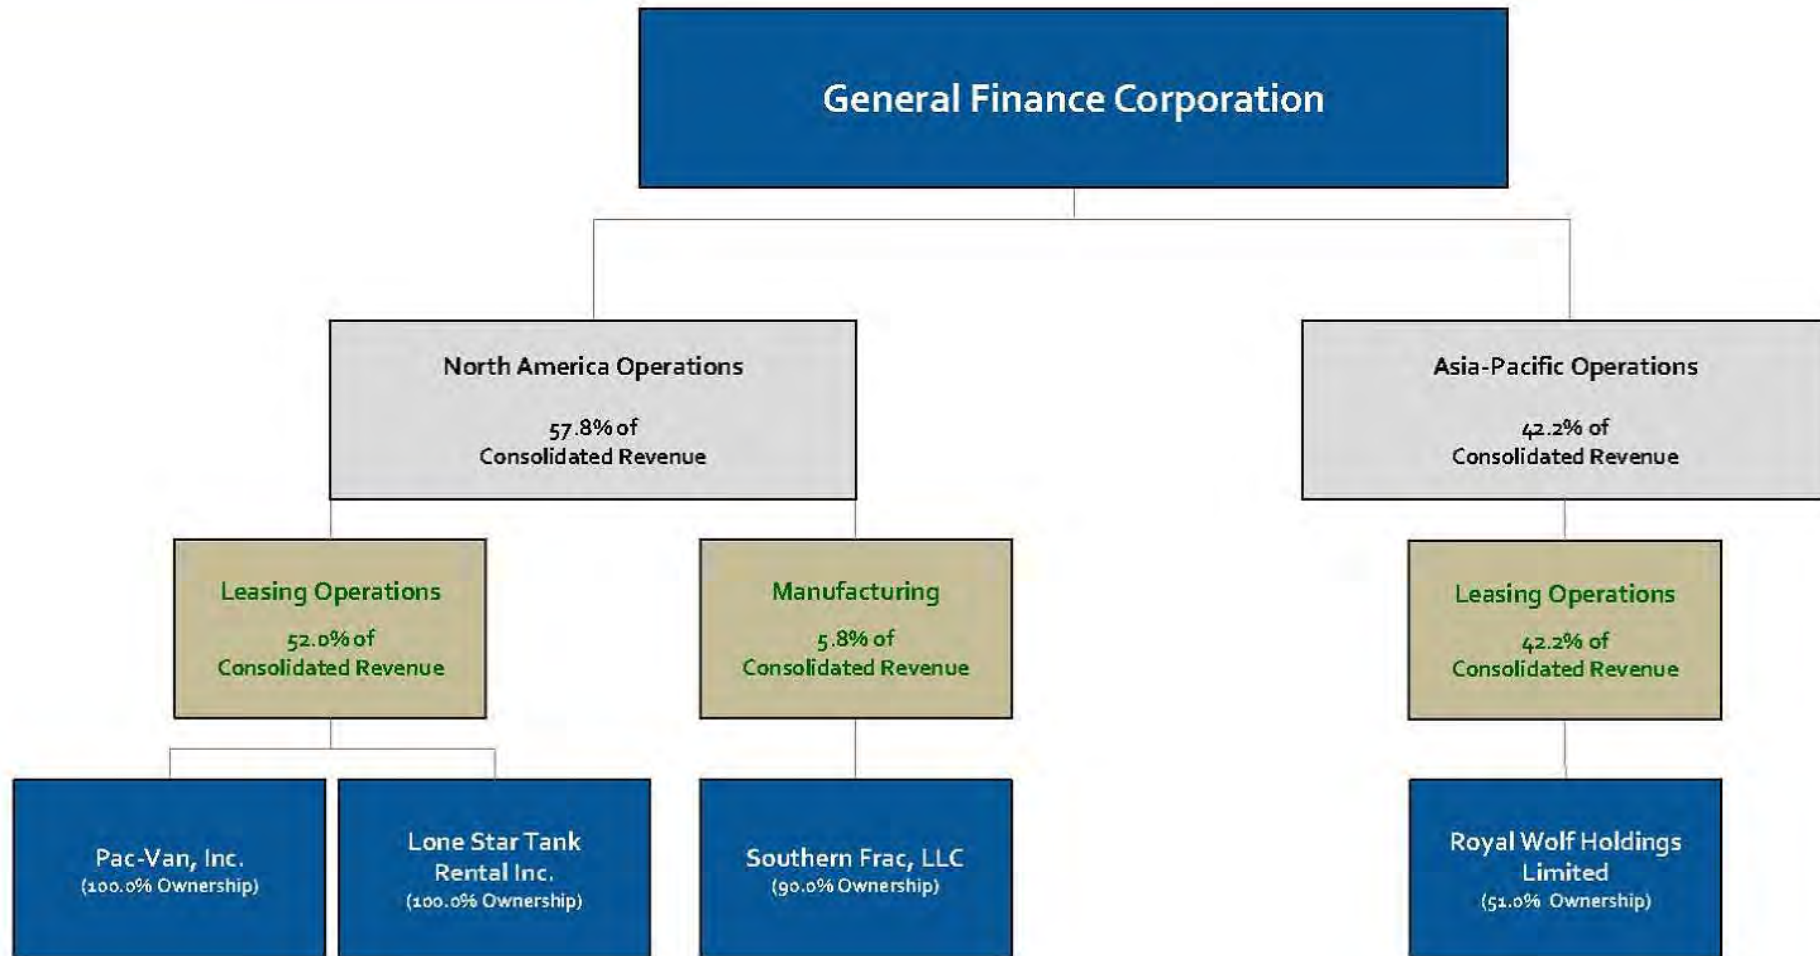 General Finance Corporation
North America Operations
57.8% of
Consolidated Revenue
Asia-Pacific Operations
42.2% of
Consolidated Revenue
Leasing Operations
52.0% of
Consolidated Revenue
Manufacturing
5.8% of
Consolidated Revenue
Leasing Operations
42.2% of
Consolidated Revenue
Pac-Van, Inc.
(100.0% Ownership)
Lone Star Tank
Rental Inc.
(100.0% Ownership)
Southern Frac, LLC
(90.0% Ownership)
Royal Wolf Holdings
Limited
(51.0% Ownership)